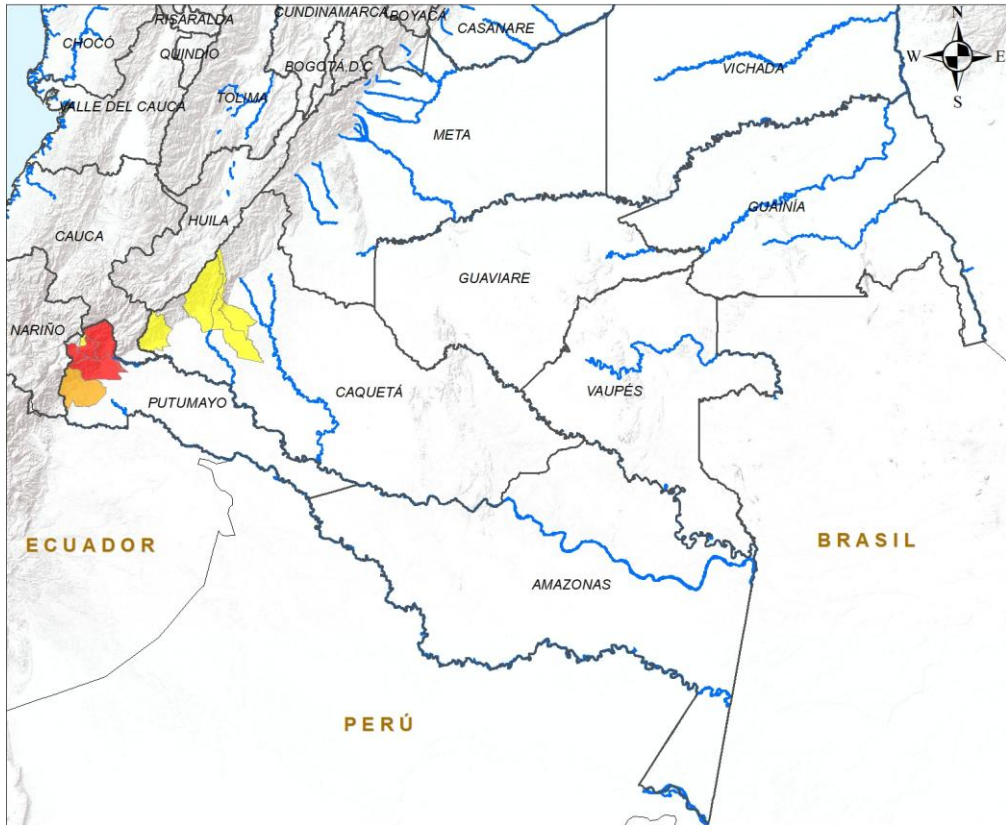 CUNDINAMARCA
BOYACÁ
RISARALDA
CASANARE
N
CHOCÓ
QUINDÍO
BOGOTÁ D.C
VICHADA
W
E
S
VALLE DEL CAUCA
TOLIMA
META
HUILA
GUAINÍA
CAUCA
GUAVIARE
NARIÑO
CAQUETÁ
VAUPÉS
PUTUMAYO
ECUADOR
BRASIL
AMAZONAS
PERÚ